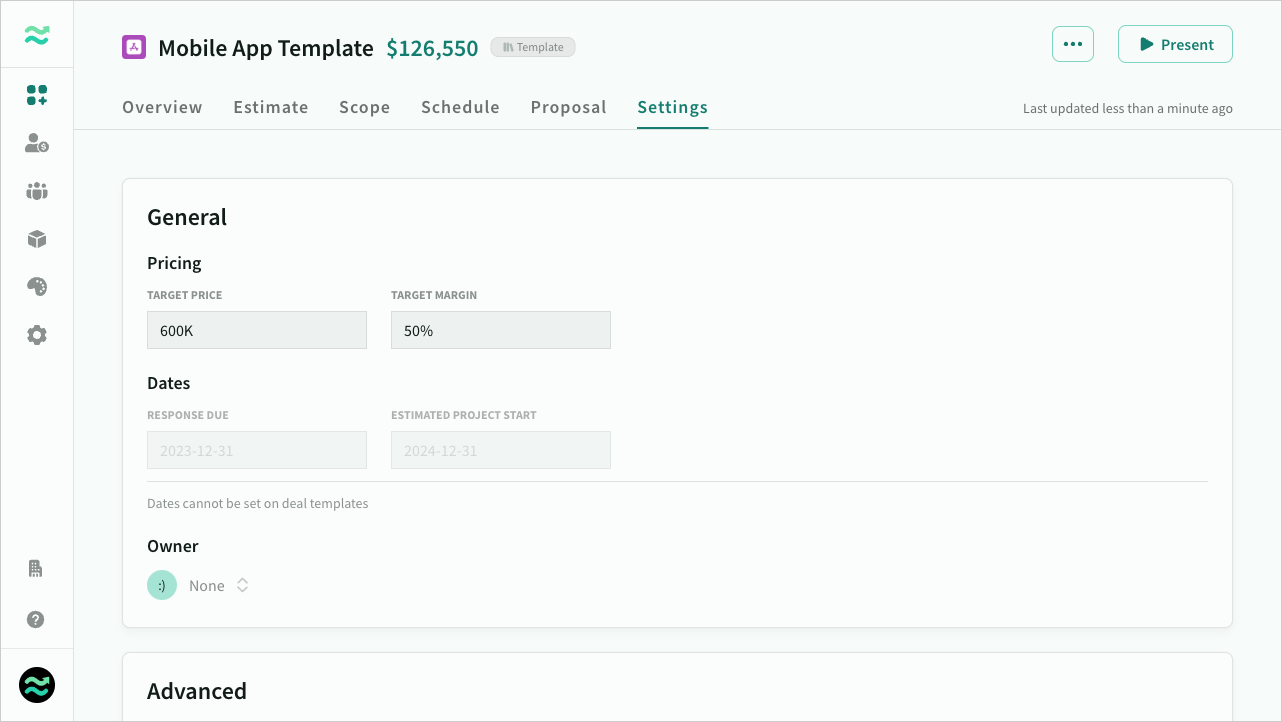 Mobile App Template $126,550 Template
Present
Overview Estimate Scope Schedule Proposal Settings
Last updated less than a minute ago
General
Pricing
TARGET PRICE TARGET MARGIN
600K 50%
Dates
RESPONSE DUE ESTIMATED PROJECT START
2023-12-31 2024-12-31
Dates cannot be set on deal templates
Owner
:) None
Advanced